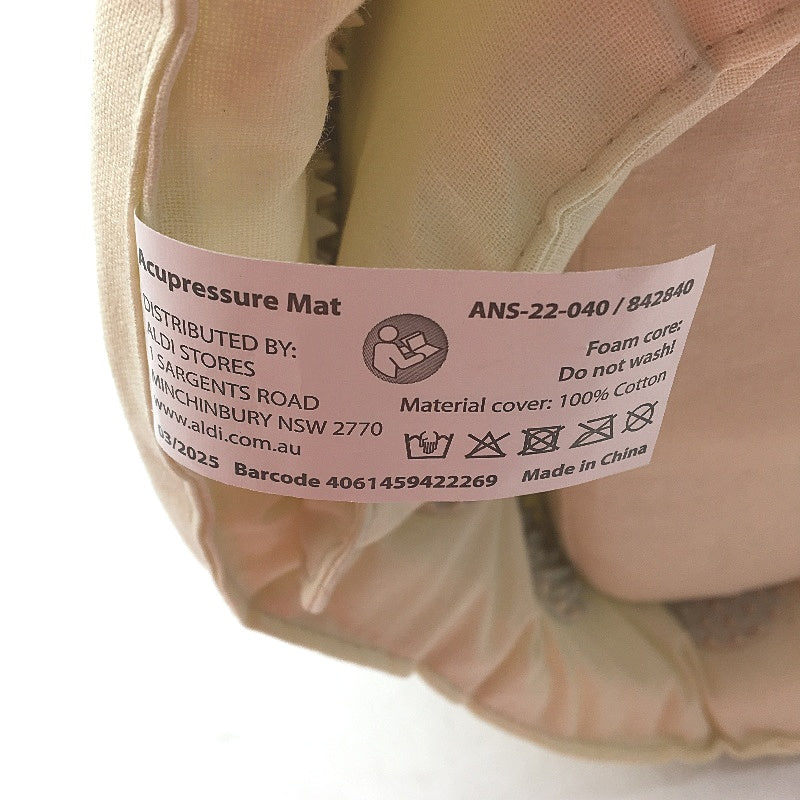 Acupressure Mat
DISTRIBUTED BY:
ALDI STORES
1 SARGENTS ROAD
MINCHINBURY NSW 2770
www.aldi.com.au
03/2025 Barcode 4061459422269
ANS-22-040 / 842840
Foam core:
Do not wash!
Material cover: 100% Cotton
Made in China